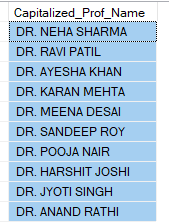 Capitalized_Prof_Name
DR. NEHA SHARMA
DR. RAVI PATIL
DR. AYESHA KHAN
DR. KARAN MEHTA
DR. MEENA DESAI
DR. SANDEEP ROY
DR. POOJA NAIR
DR. HARSHIT JOSHI
DR. JYOTI SINGH
DR. ANAND RATHI